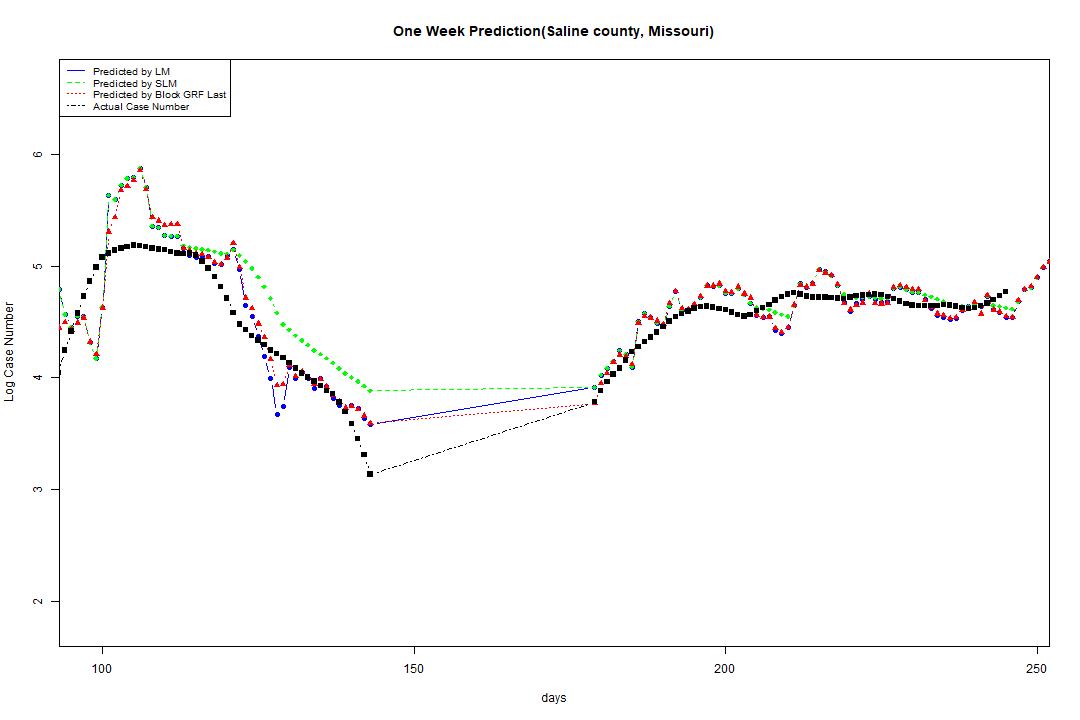 One Week Prediction(Saline county, Missouri)
Predicted by LM
Predicted by SLM
Predicted by Block GRF Last
Actual Case Number
6
5
4
3
2
Log Case Number
100 150 200 250
days